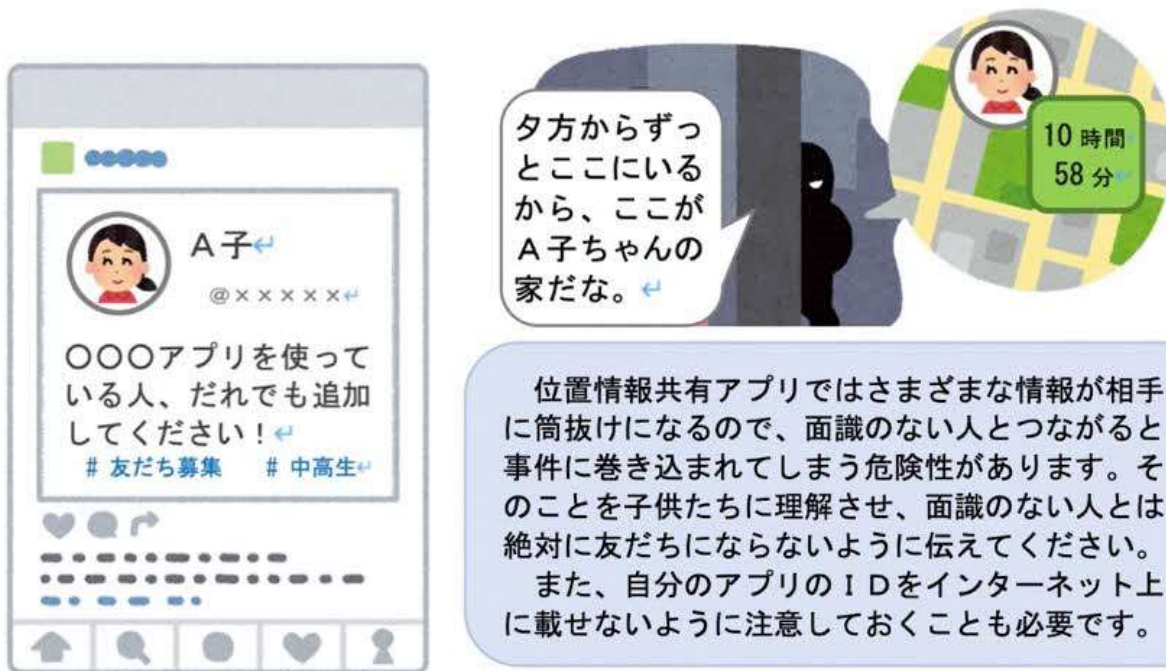 A子
@×××××
〇〇〇アプリを使って
いる人、だれでも追加
してください！
# 友だち募集 # 中高生
夕方からずっ
とここにいる
から、ここが
A子ちゃんの
家だな。
10 時間
58 分
位置情報共有アプリではさまざまな情報が相手
に筒抜けになるので、面識のない人とつながると
事件に巻き込まれてしまう危険性があります。そ
のことを子供たちに理解させ、面識のない人とは
絶対に友だちにならないように伝えてください。
また、自分のアプリのＩＤをインターネット上
に載せないように注意しておくことも必要です。